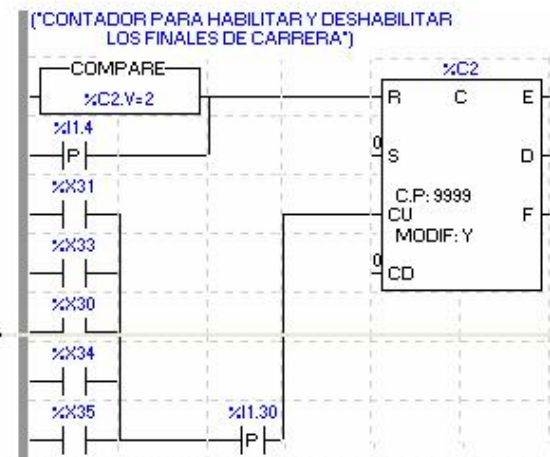 ("CONTADOR PARA HABILITAR Y DESHABILITAR
LOS FINALES DE CARRERA")
COMPARE
%C2.V=2
%I1.4
P
%X31
%X33
%X30
%X34
%X35
%I1.30
P
%C2
R C E
0
S D
C.P: 9999
CU F
MODIF: Y
0
CD